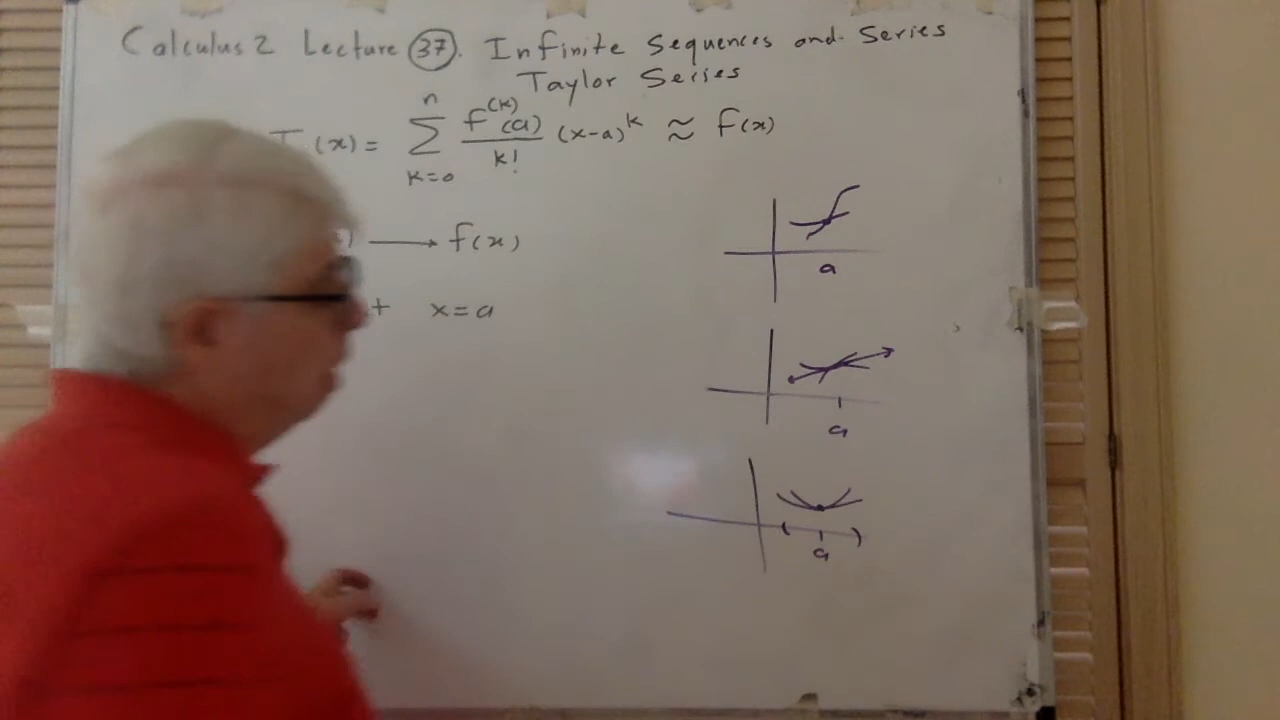 Calculus 2 Lecture 37. Infinite Sequences and Series
Taylor Series
T (x) = n ∑ k=0 f^(k)(a) / k! (x-a)^k ≈ f(x)
) ⟶ f(x)
x = a
a
a
a